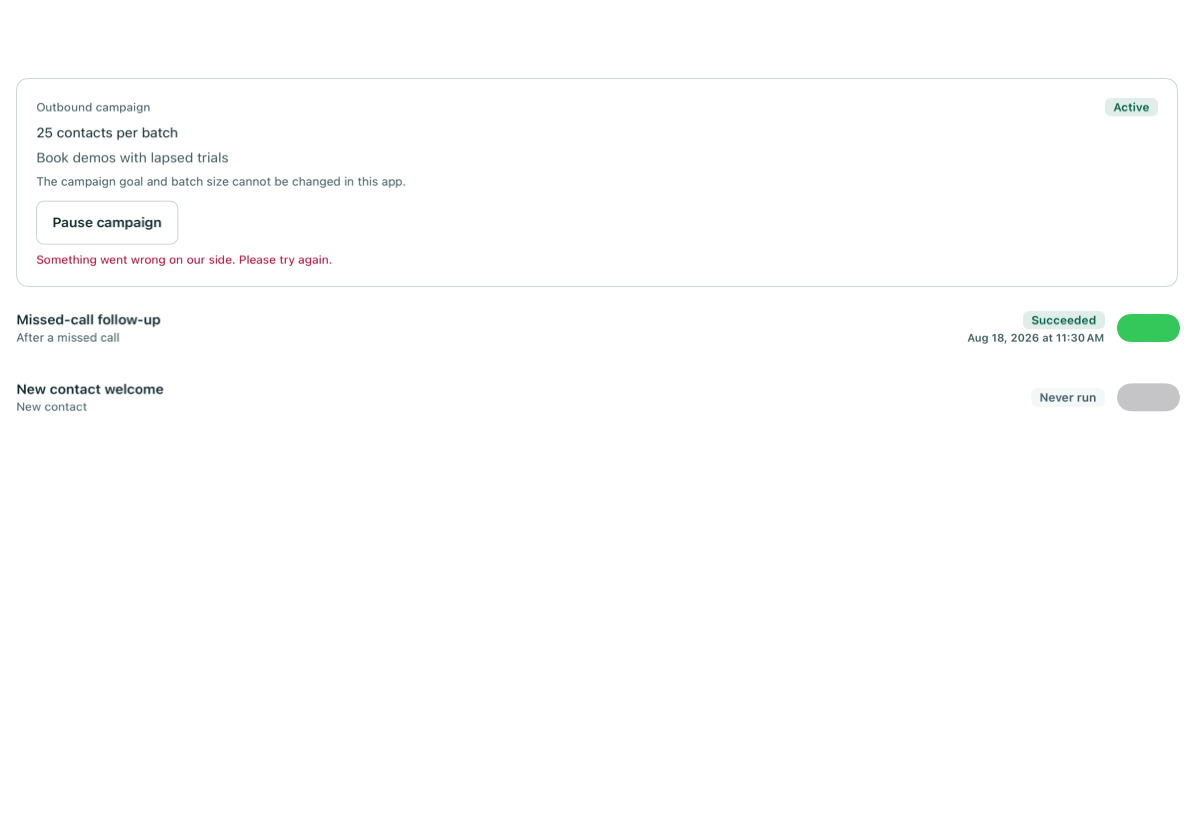 Outbound campaign
Active
25 contacts per batch
Book demos with lapsed trials
The campaign goal and batch size cannot be changed in this app.
Pause campaign
Something went wrong on our side. Please try again.
Missed-call follow-up
Succeeded
After a missed call
Aug 18, 2026 at 11:30 AM
New contact welcome
Never run
New contact